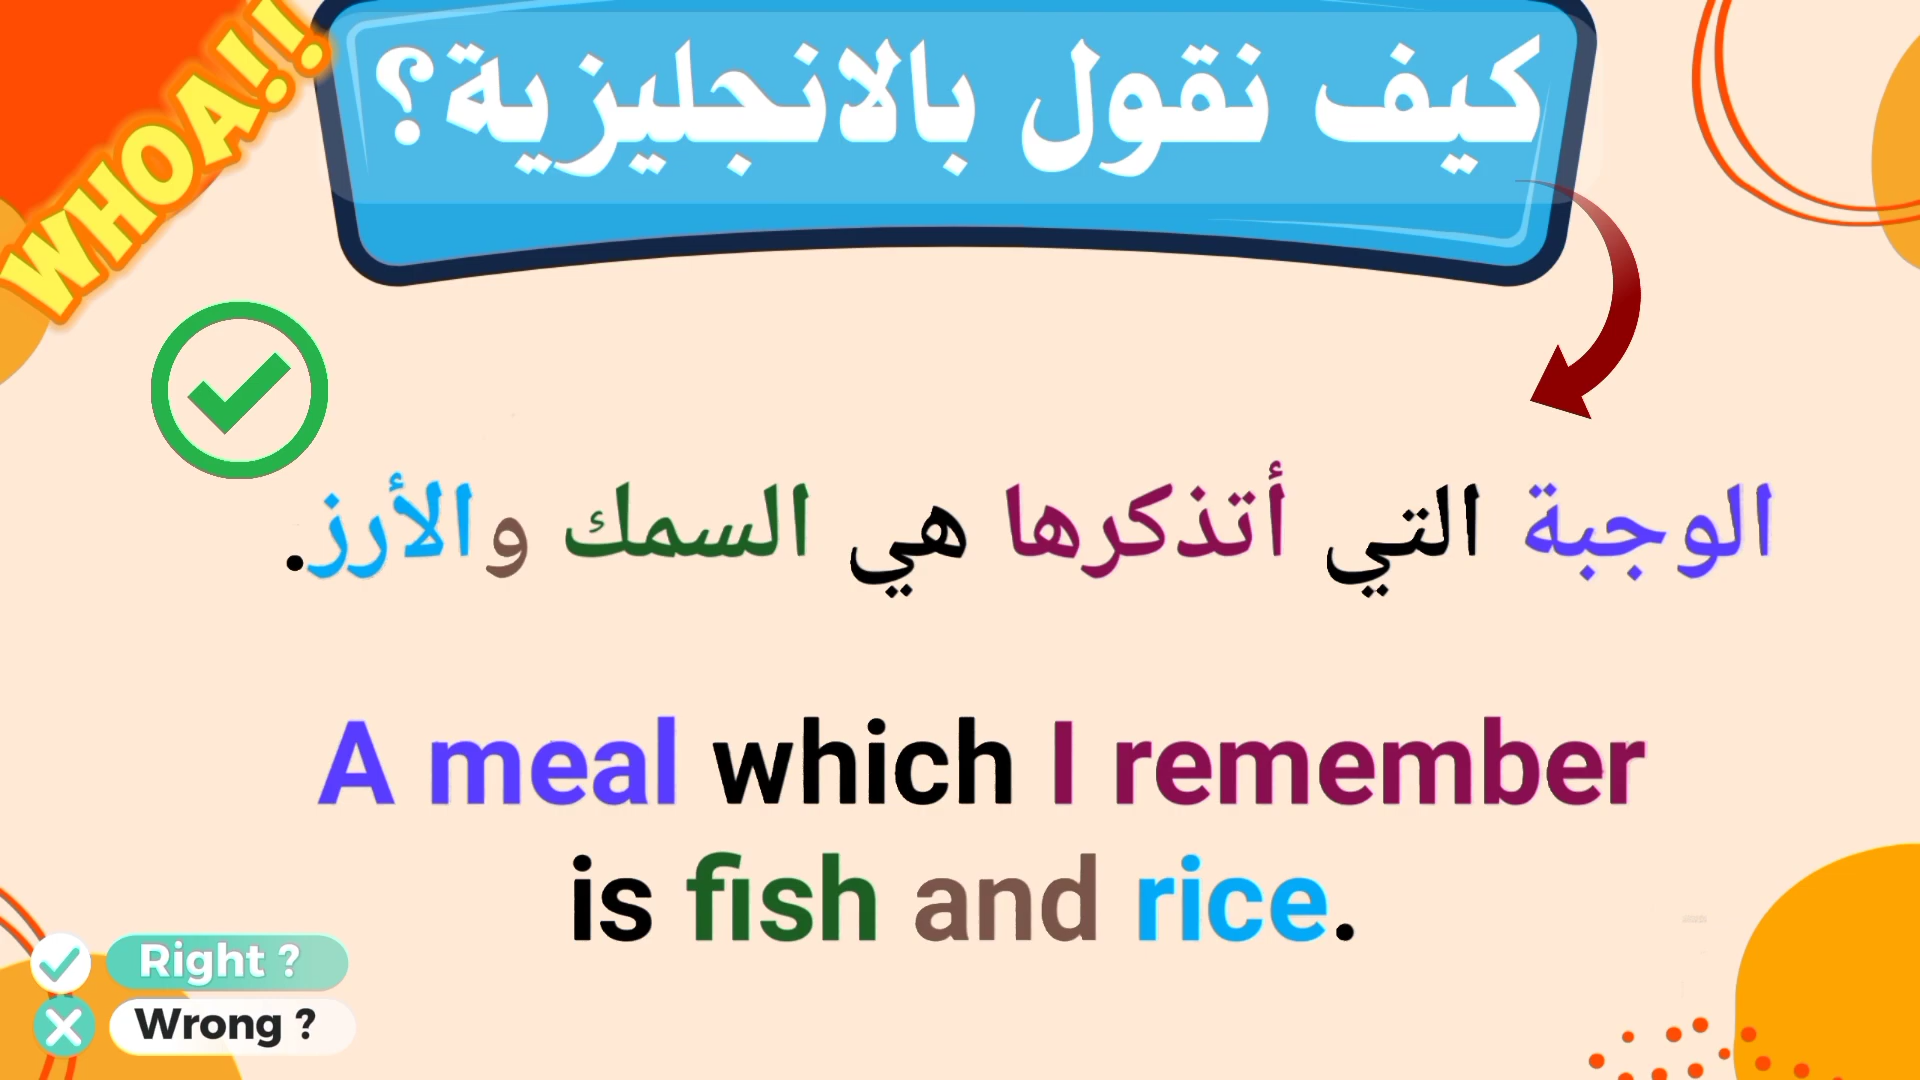 WHOA!!
كيف نقول بالانجليزية؟
الوجبة التي أتذكرها هي السمك والأرز.
A meal which I remember
is fish and rice.
Right ?
Wrong ?